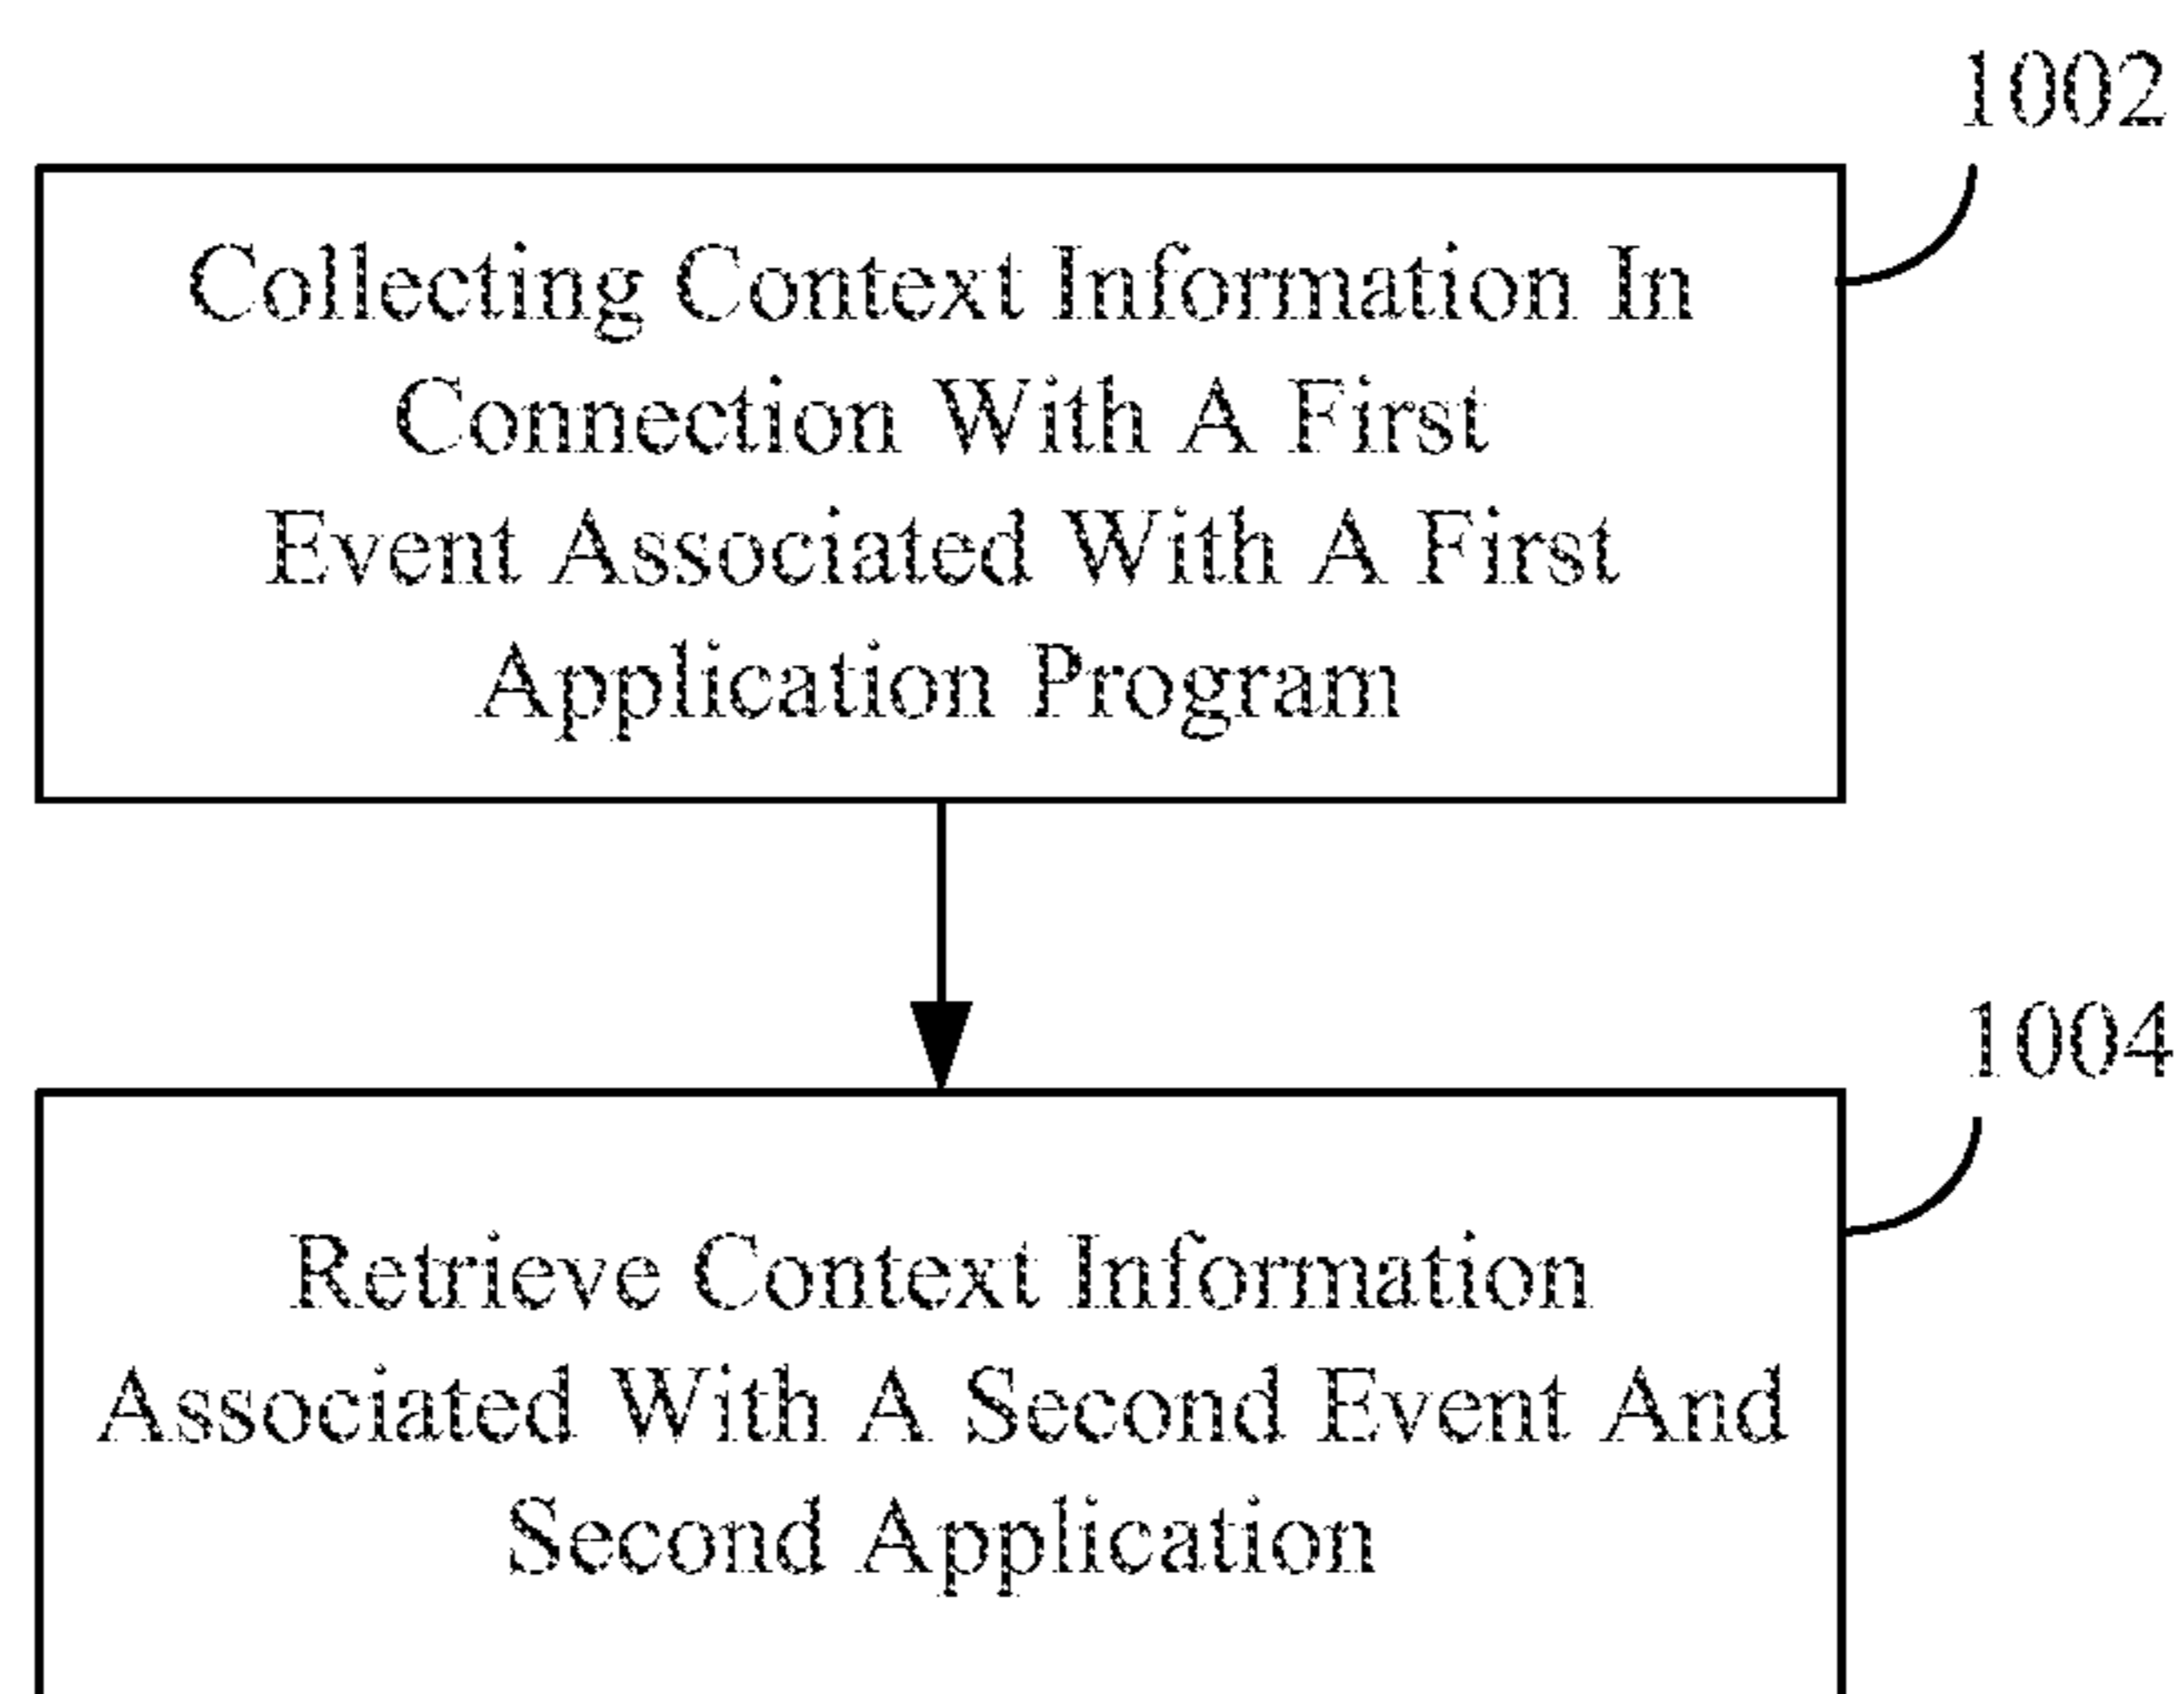 1002
Collecting Context Information In
Connection With A First
Event Associated With A First
Application Program
1004
Retrieve Context Information
Associated With A Second Event And
Second Application